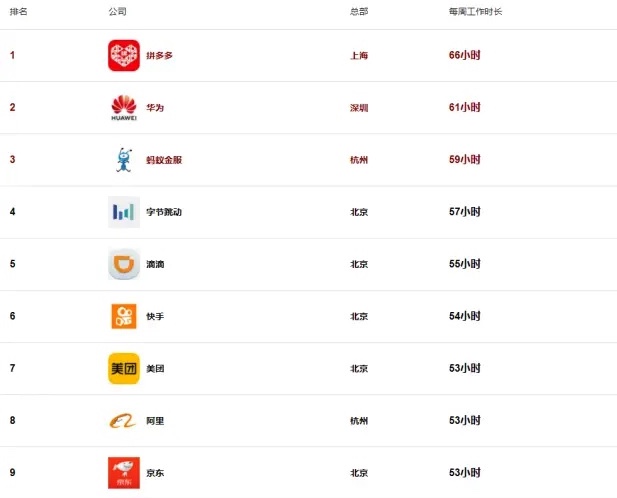 排名 公司 总部 每周工作时长
1 拼多多 上海 66小时
2 HUAWEI 华为 深圳 61小时
3 蚂蚁金服 杭州 59小时
4 字节跳动 北京 57小时
5 滴滴 北京 55小时
6 快手 北京 54小时
7 美团 美团 北京 53小时
8 阿里 杭州 53小时
9 京东 京东 北京 53小时